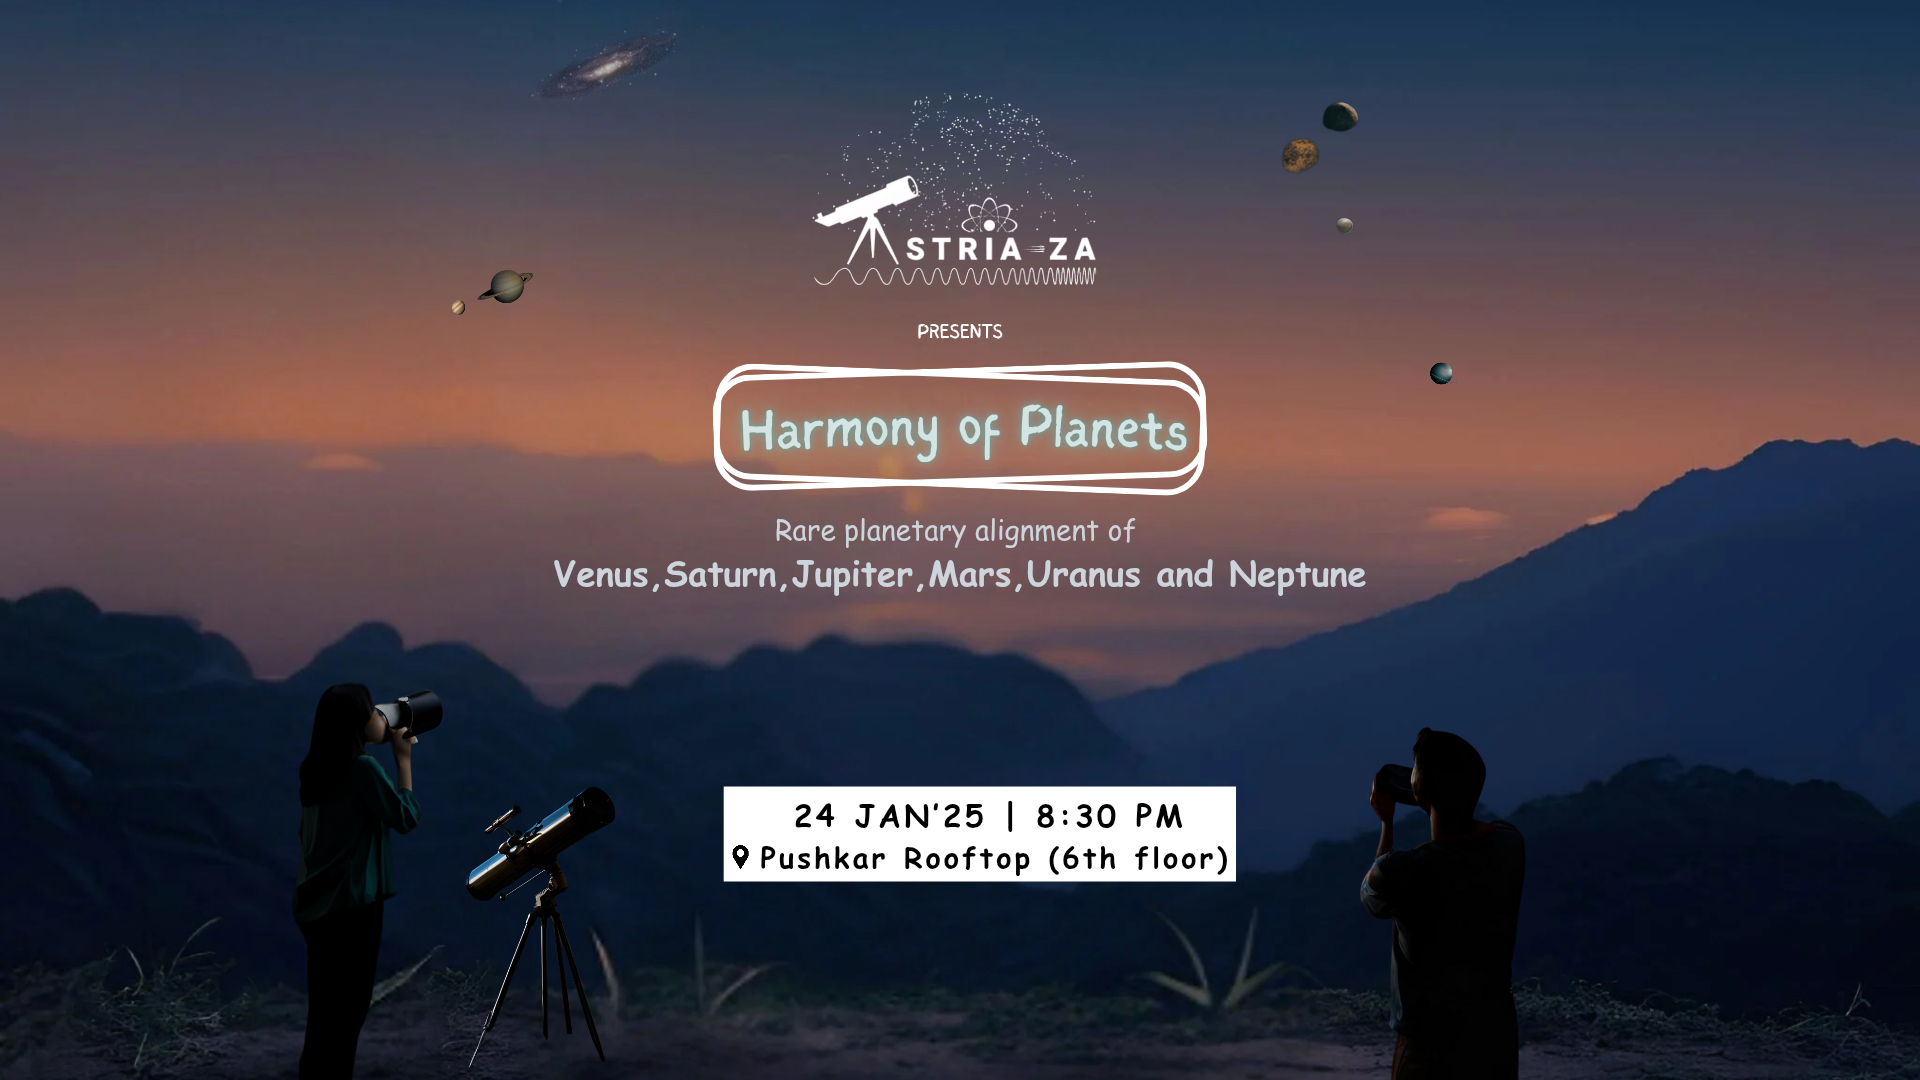 ASTRIA-ZA
PRESENTS
Harmony of Planets
Rare planetary alignment of
Venus,Saturn,Jupiter,Mars,Uranus and Neptune
24 JAN'25 | 8:30 PM
Pushkar Rooftop (6th floor)